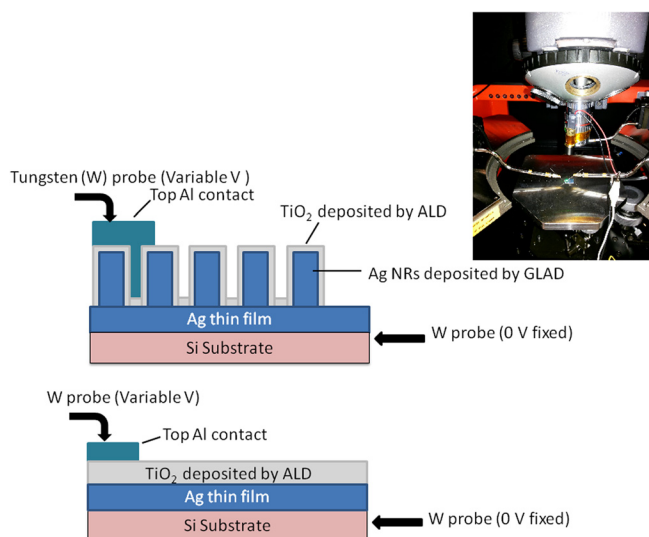 Tungsten (W) probe (Variable V )
Top Al contact
TiO₂ deposited by ALD
Ag NRs deposited by GLAD
Ag thin film
W probe (0 V fixed)
Si Substrate
W probe (Variable V)
Top Al contact
TiO₂ deposited by ALD
Ag thin film
Si Substrate
W probe (0 V fixed)